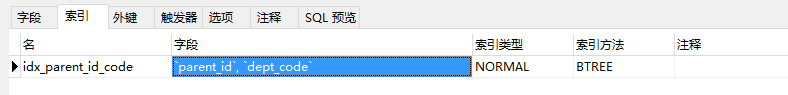 字段 索引 外键 触发器 选项 注释 SQL 预览
名 字段 索引类型 索引方法 注释
idx_parent_id_code `parent_id`, `dept_code` NORMAL BTREE